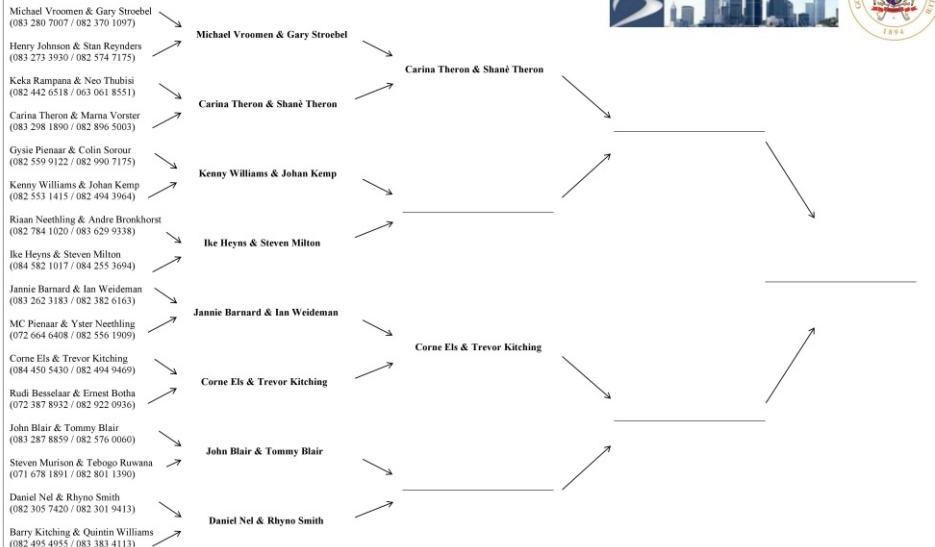 Michael Vroomen & Gary Stroebel
(083 280 7007 / 082 370 1097)
Henry Johnson & Stan Reynders
(083 273 3930 / 082 574 7175)
Keka Rampana & Neo Thubisi
(082 442 6518 / 063 061 8551)
Carina Theron & Marna Vorster
(083 298 1890 / 082 896 5003)
Gysie Pienaar & Colin Sorour
(082 559 9122 / 082 990 7175)
Kenny Williams & Johan Kemp
(082 553 1415 / 082 494 3964)
Riaan Neethling & Andre Bronkhorst
(082 784 1020 / 083 629 9338)
Ike Heyns & Steven Milton
(084 582 1017 / 084 255 3694)
Jannie Barnard & Ian Weideman
(083 262 3183 / 082 382 6163)
MC Pienaar & Yster Neethling
(072 664 6408 / 082 556 1909)
Corne Els & Trevor Kitching
(084 450 5430 / 082 494 9469)
Rudi Besselaar & Ernest Botha
(072 387 8932 / 082 922 0936)
John Blair & Tommy Blair
(083 287 8859 / 082 576 0060)
Steven Murison & Tebogo Ruwana
(071 678 1891 / 082 801 1390)
Daniel Nel & Rhyno Smith
(082 305 7420 / 082 301 9413)
Barry Kitching & Quintin Williams
(082 495 4955 / 083 383 4113)
Michael Vroomen & Gary Stroebel
Carina Theron & Shanè Theron
Kenny Williams & Johan Kemp
Ike Heyns & Steven Milton
Jannie Barnard & Ian Weideman
Corne Els & Trevor Kitching
John Blair & Tommy Blair
Daniel Nel & Rhyno Smith
Carina Theron & Shanè Theron
Corne Els & Trevor Kitching
1894